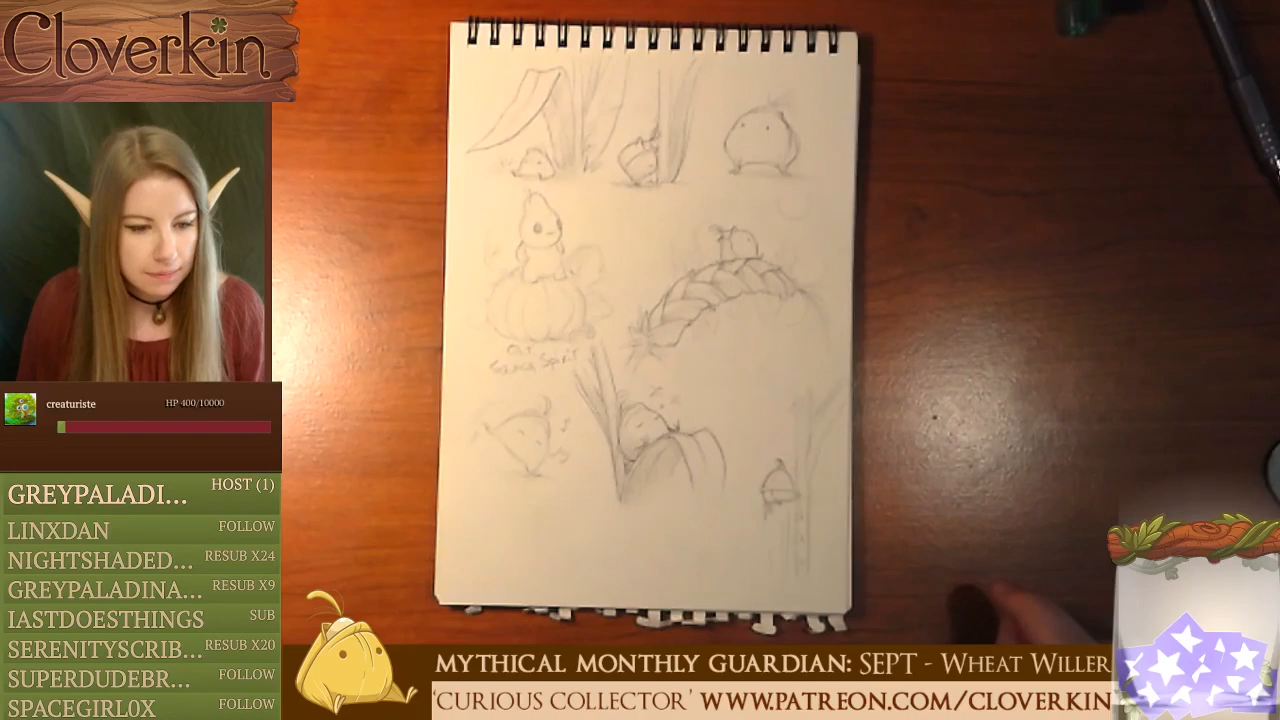 Cloverkin
creaturiste HP 400/10000
GREYPALADI... HOST (1)
LINXDAN FOLLOW
NIGHTSHADED... RESUB X24
GREYPALADINA... RESUB X9
IASTDOESTHINGS SUB
SERENITYSCRIB... RESUB X20
SUPERDUDEBR... FOLLOW
SPACEGIRL0X FOLLOW
MYTHICAL MONTHLY GUARDIAN: SEPT - WHEAT WILLER
'CURIOUS COLLECTOR' WWW.PATREON.COM/CLOVERKIN